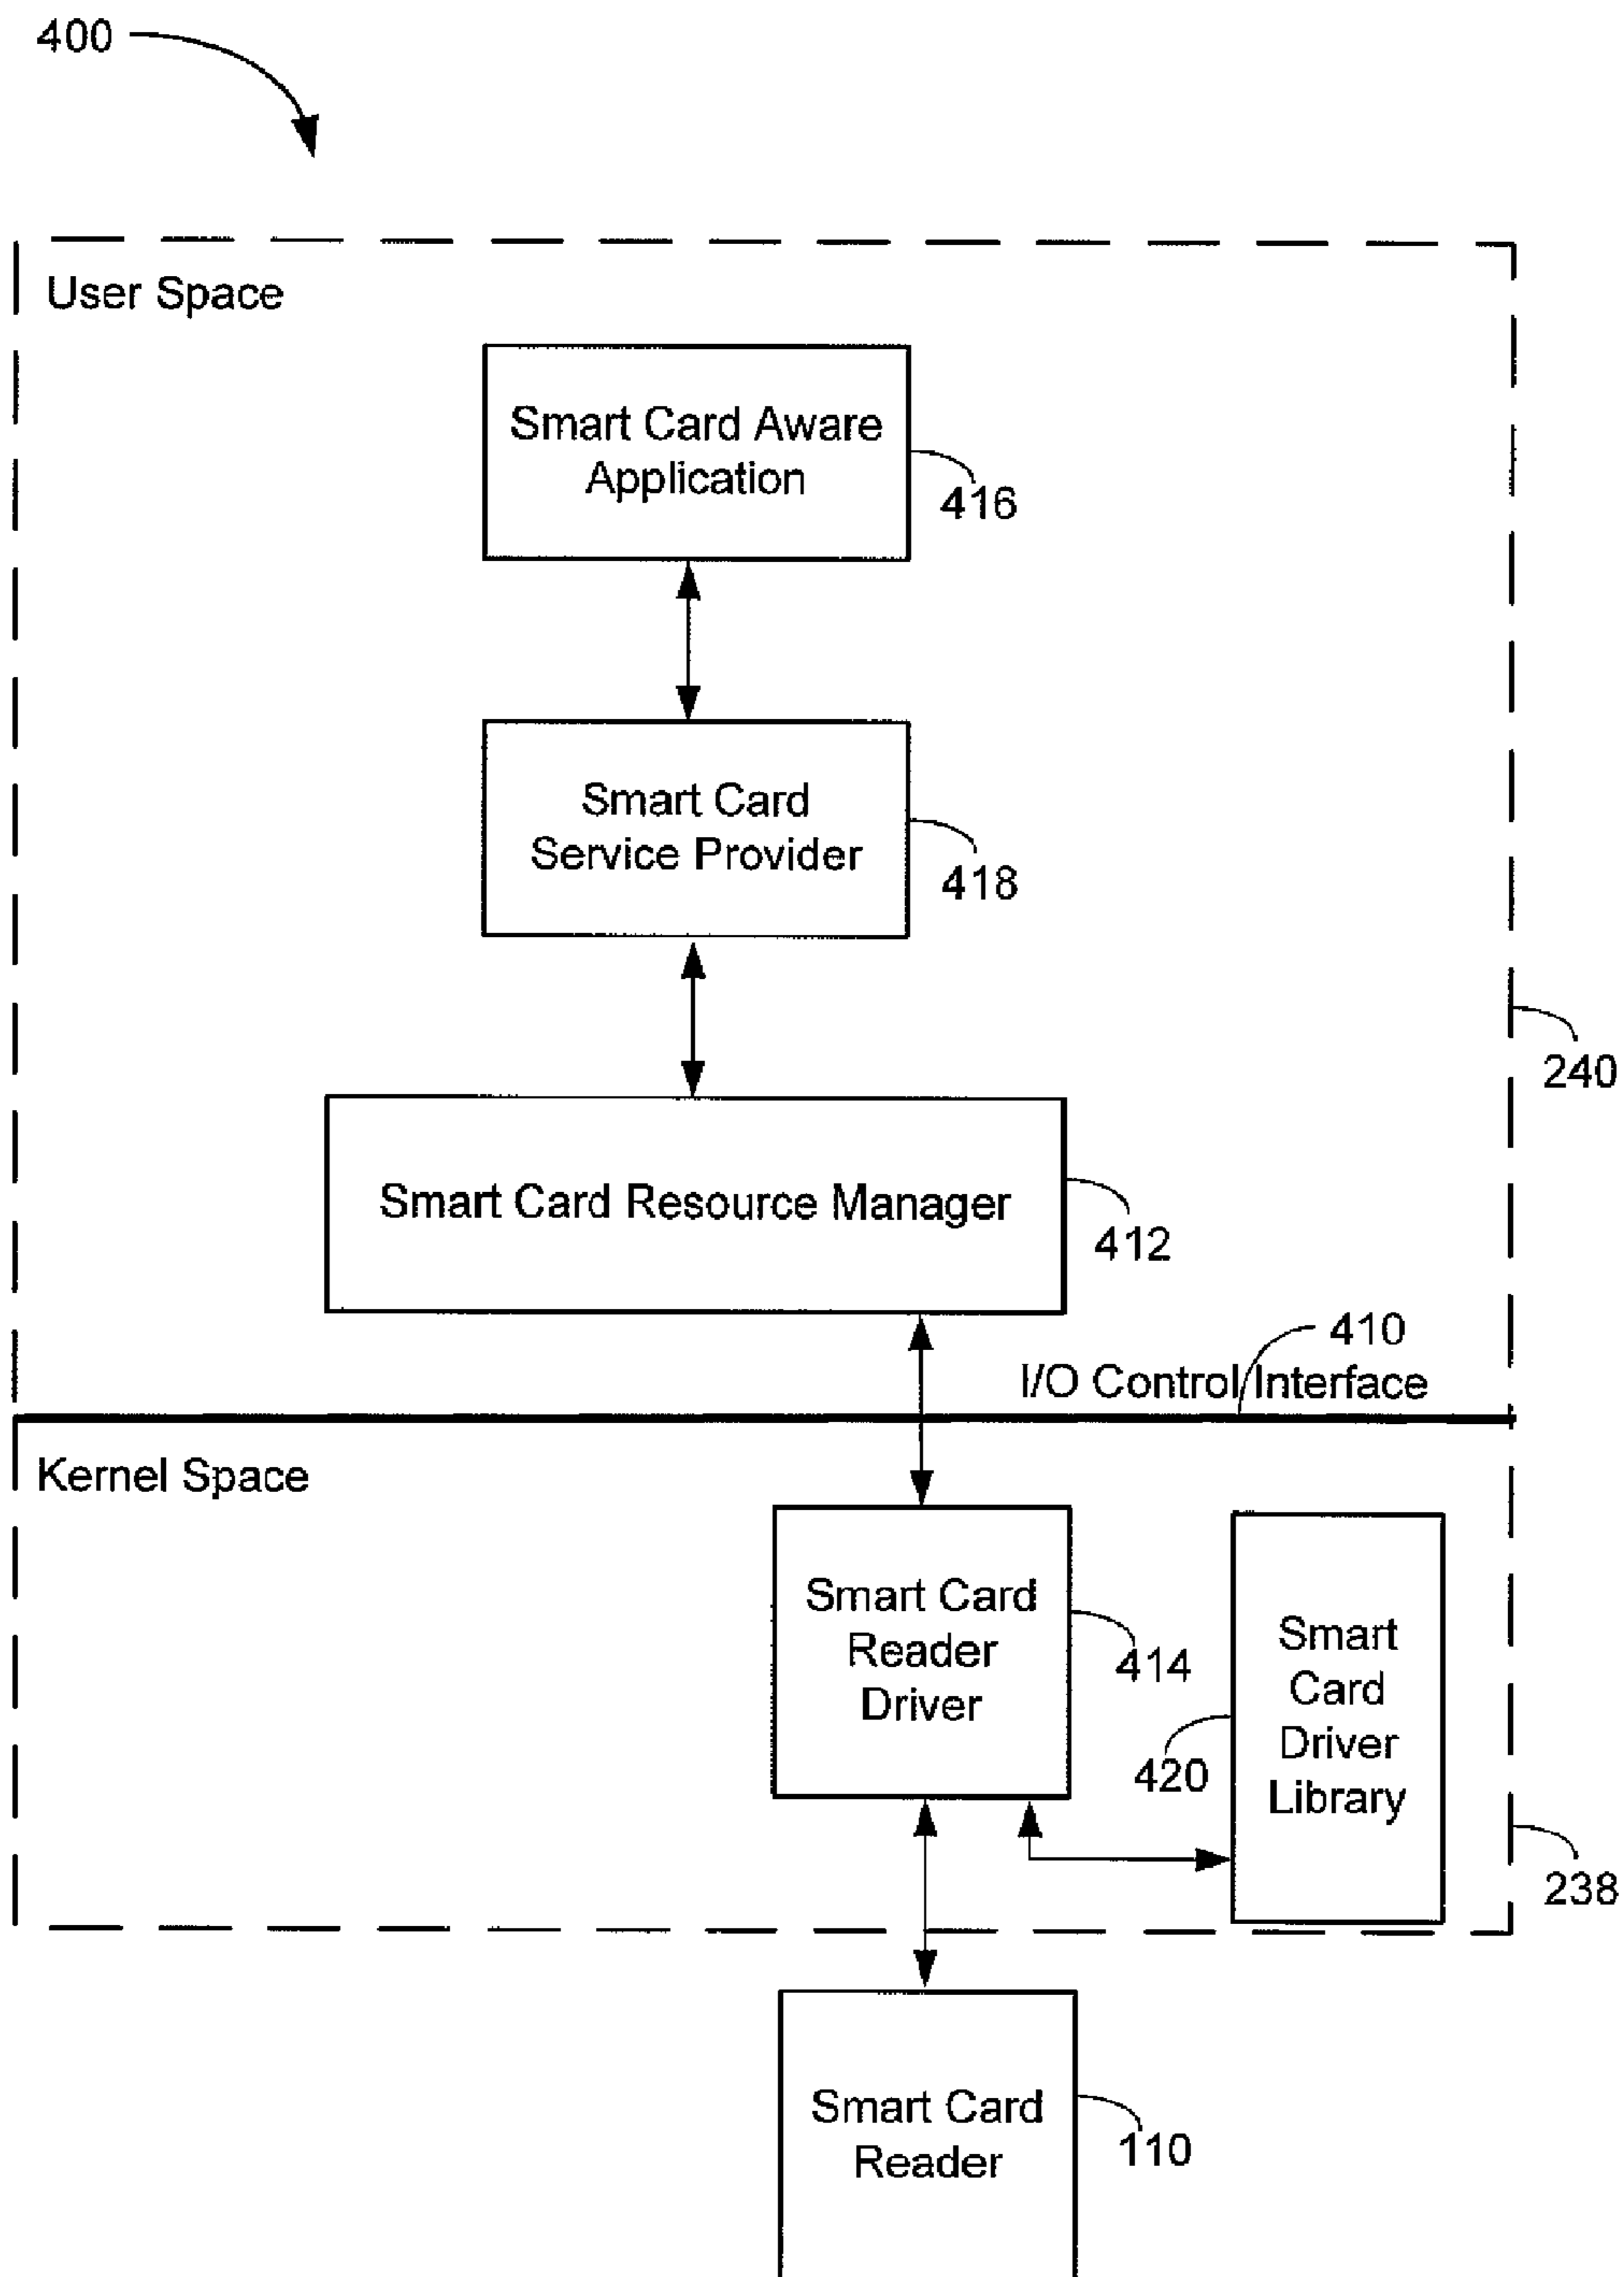 400
User Space
Smart Card Aware
Application
416
Smart Card
Service Provider
418
240
Smart Card Resource Manager
412
410
I/O Control Interface
Kernel Space
Smart Card
Reader
Driver
414
Smart
Card
Driver
Library
420
238
Smart Card
Reader
110